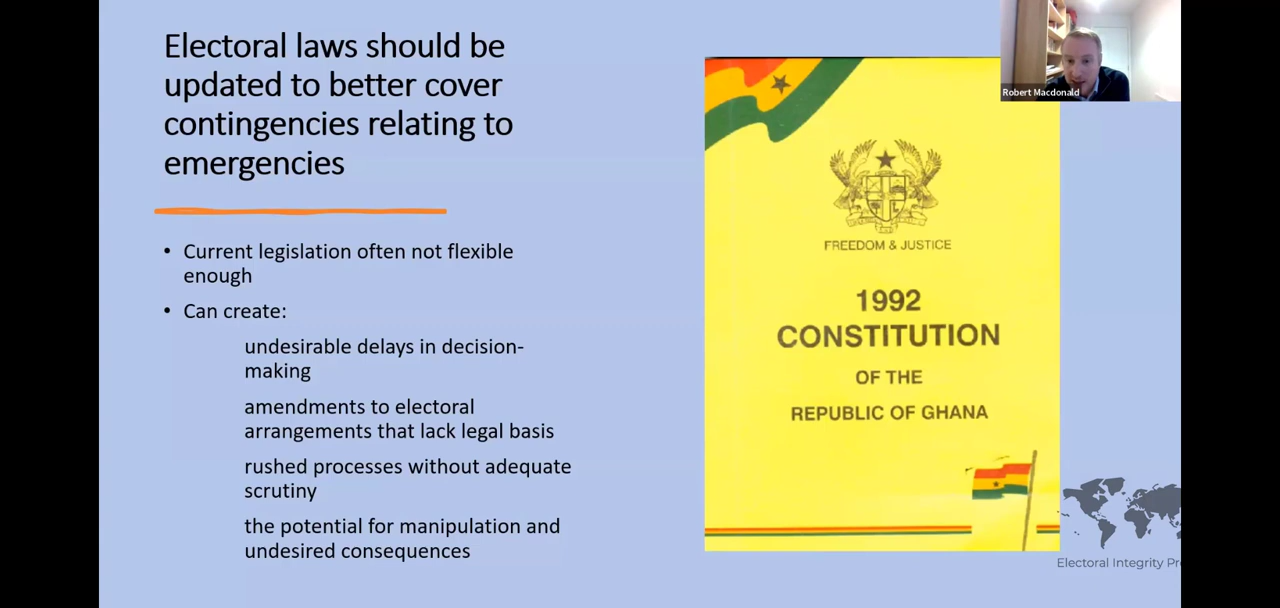 Electoral laws should be
updated to better cover
contingencies relating to
emergencies
• Current legislation often not flexible
enough
• Can create:
undesirable delays in decision-
making
amendments to electoral
arrangements that lack legal basis
rushed processes without adequate
scrutiny
the potential for manipulation and
undesired consequences
FREEDOM & JUSTICE
1992
CONSTITUTION
OF THE
REPUBLIC OF GHANA
Robert Macdonald
Electoral Integrity Pr